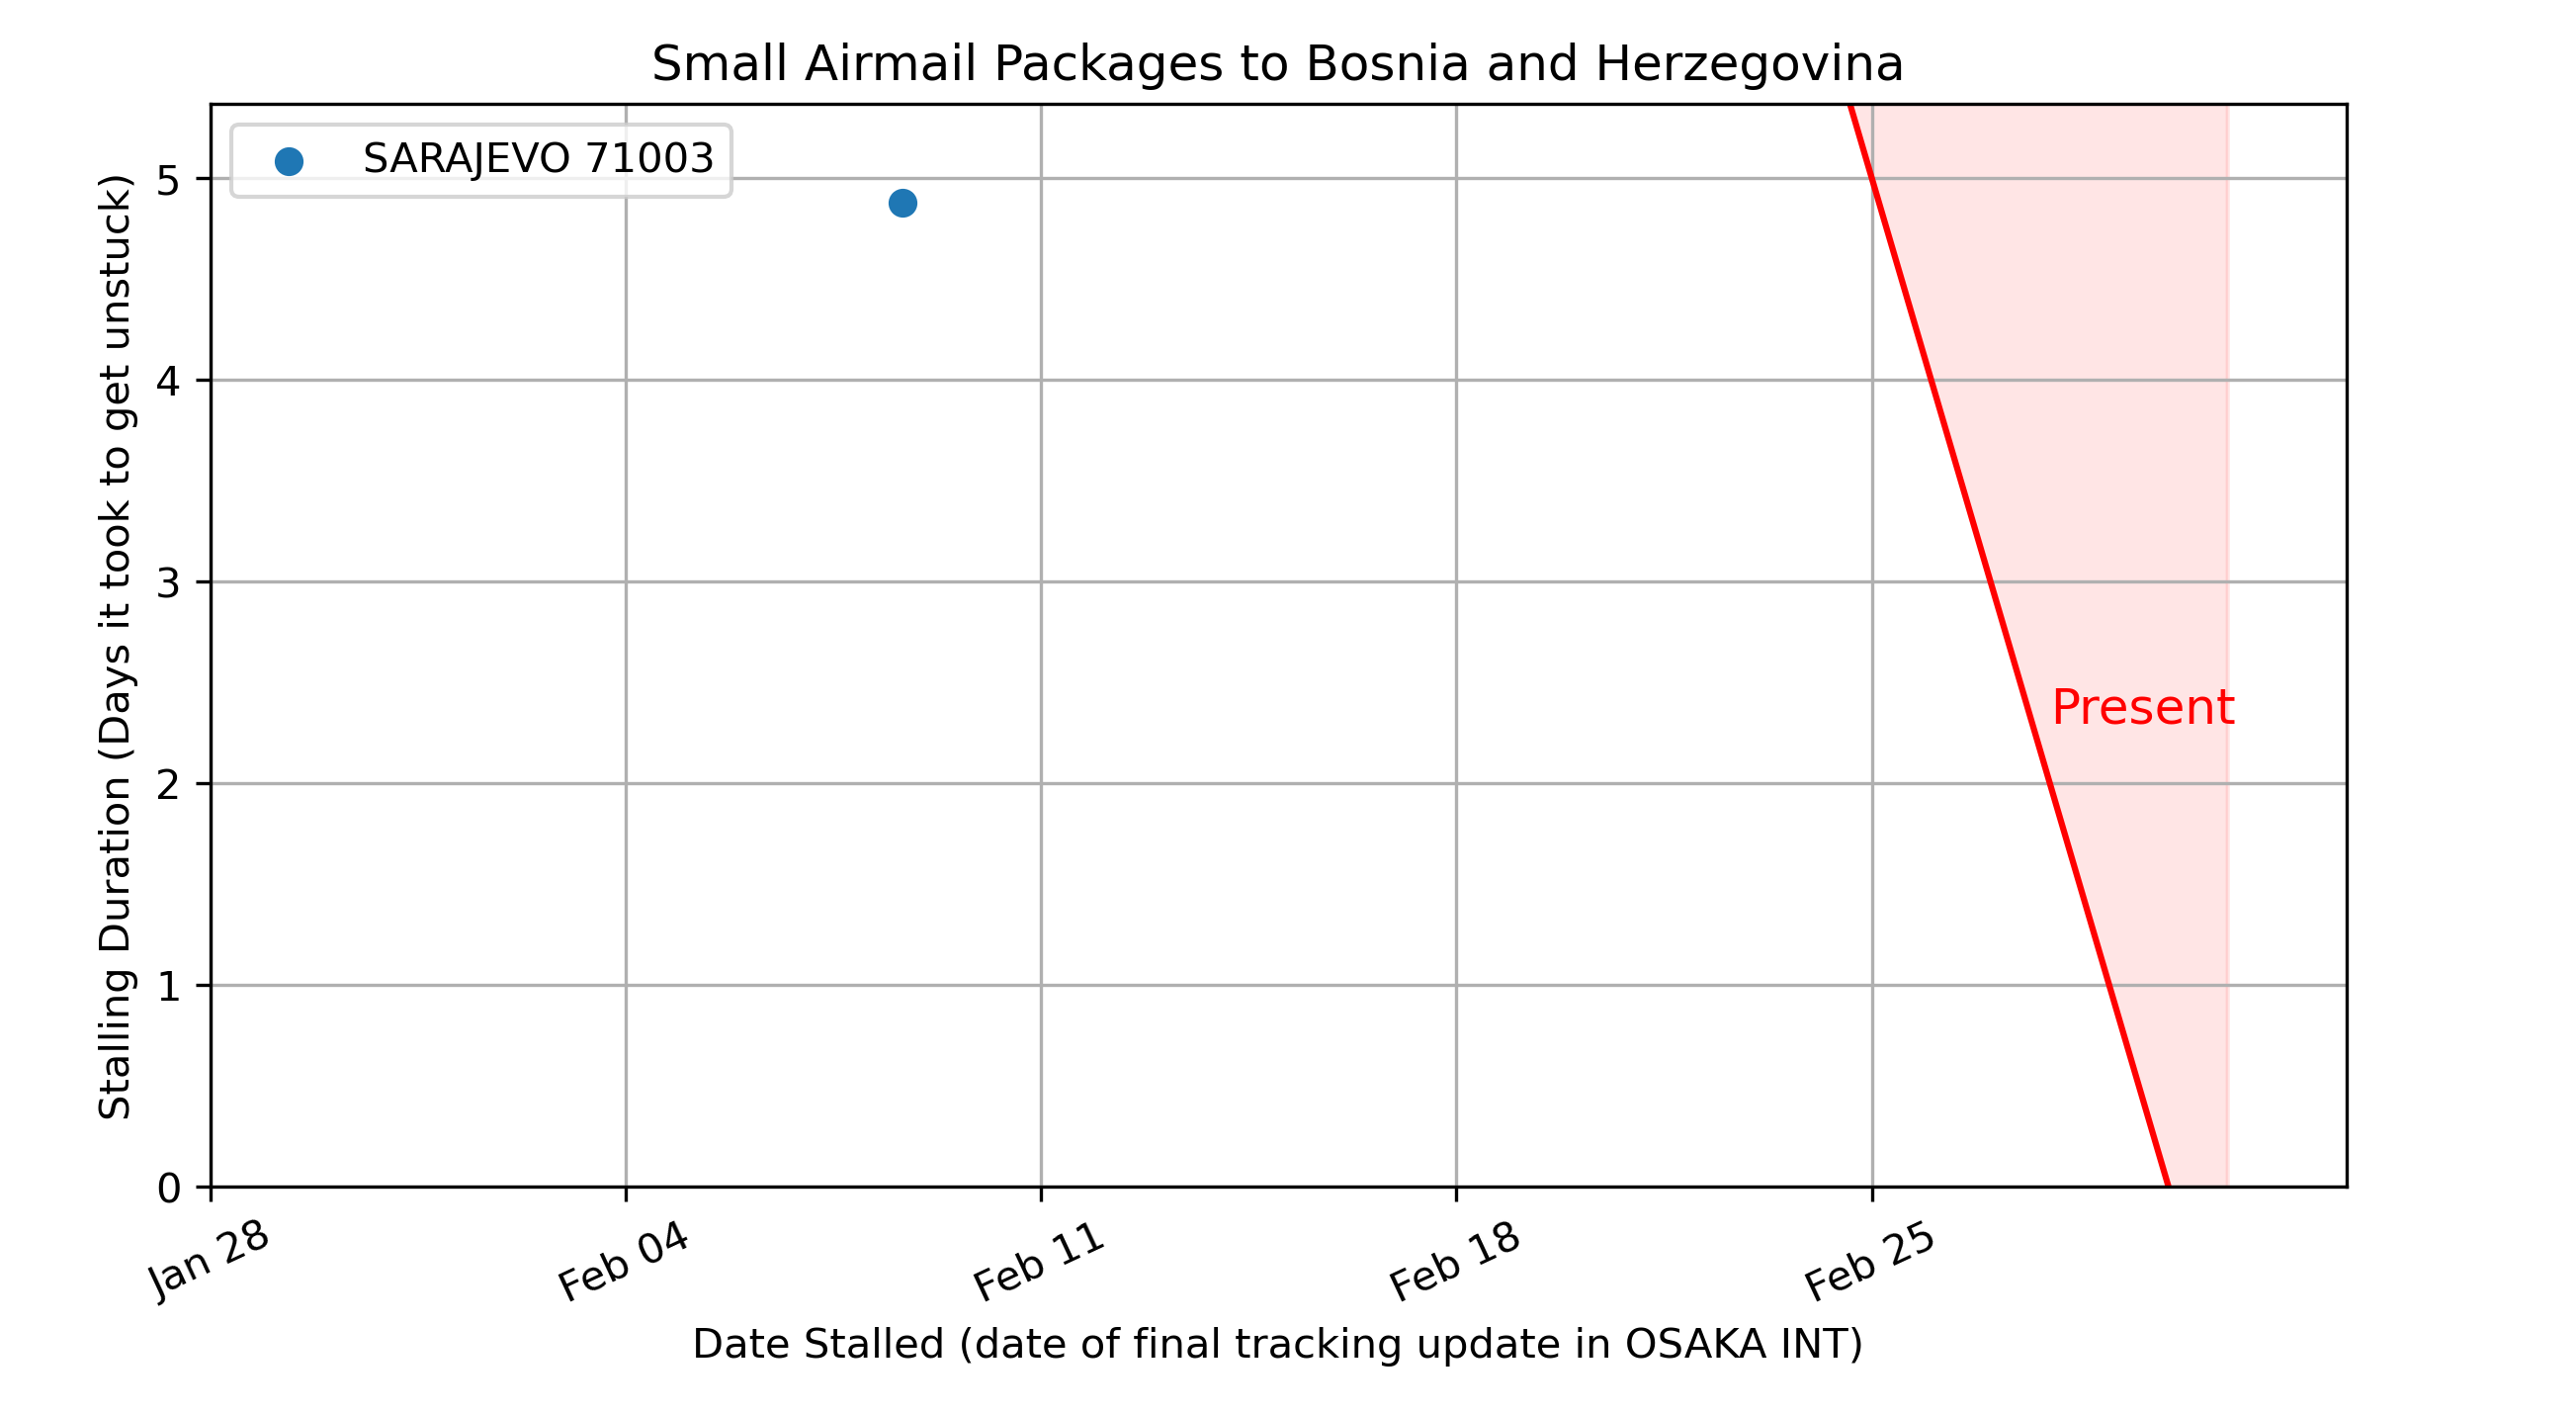 Small Airmail Packages to Bosnia and Herzegovina
SARAJEVO 71003
Stalling Duration (Days it took to get unstuck)
5
4
3
2
1
0
Present
Jan 28
Feb 04
Feb 11
Feb 18
Feb 25
Date Stalled (date of final tracking update in OSAKA INT)